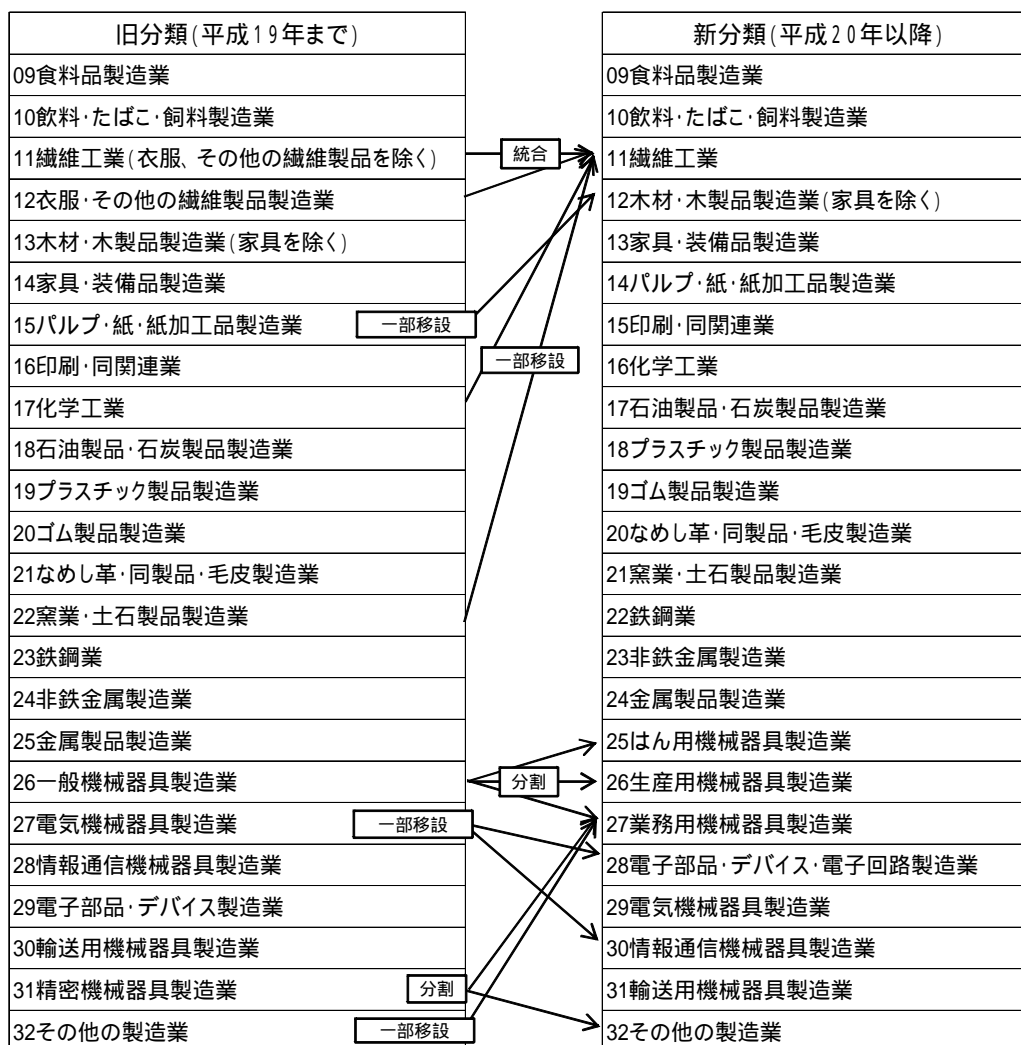 旧分類(平成19年まで)
09食料品製造業
10飲料･たばこ･飼料製造業
11繊維工業(衣服、その他の繊維製品を除く)
12衣服･その他の繊維製品製造業
13木材･木製品製造業(家具を除く)
14家具･装備品製造業
15パルプ･紙･紙加工品製造業
16印刷･同関連業
17化学工業
18石油製品･石炭製品製造業
19プラスチック製品製造業
20ゴム製品製造業
21なめし革･同製品･毛皮製造業
22窯業･土石製品製造業
23鉄鋼業
24非鉄金属製造業
25金属製品製造業
26一般機械器具製造業
27電気機械器具製造業
28情報通信機械器具製造業
29電子部品･デバイス製造業
30輸送用機械器具製造業
31精密機械器具製造業
32その他の製造業
統合
一部移設
一部移設
分割
一部移設
分割
一部移設
新分類(平成20年以降)
09食料品製造業
10飲料･たばこ･飼料製造業
11繊維工業
12木材･木製品製造業(家具を除く)
13家具･装備品製造業
14パルプ･紙･紙加工品製造業
15印刷･同関連業
16化学工業
17石油製品･石炭製品製造業
18プラスチック製品製造業
19ゴム製品製造業
20なめし革･同製品･毛皮製造業
21窯業･土石製品製造業
22鉄鋼業
23非鉄金属製造業
24金属製品製造業
25はん用機械器具製造業
26生産用機械器具製造業
27業務用機械器具製造業
28電子部品･デバイス･電子回路製造業
29電気機械器具製造業
30情報通信機械器具製造業
31輸送用機械器具製造業
32その他の製造業